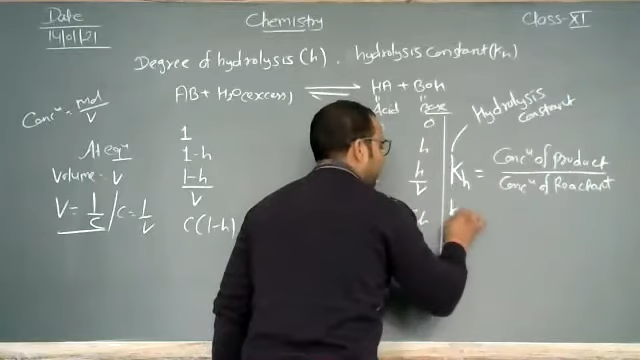 Date
14/01/21
Chemistry
Class-XI
Degree of hydrolysis (h), hydrolysis Constant (Kh)
AB + H2O (excess) ⇌ HA + BOH
Acid Base
Concn = mol/V
At eqm
Volume = V
V = 1/C / C = 1/V
1
1-h
1-h/V
C(1-h)
0
h
h/V
h
Hydrolysis constant
Kh = Concn of Product/Concn of Reactant